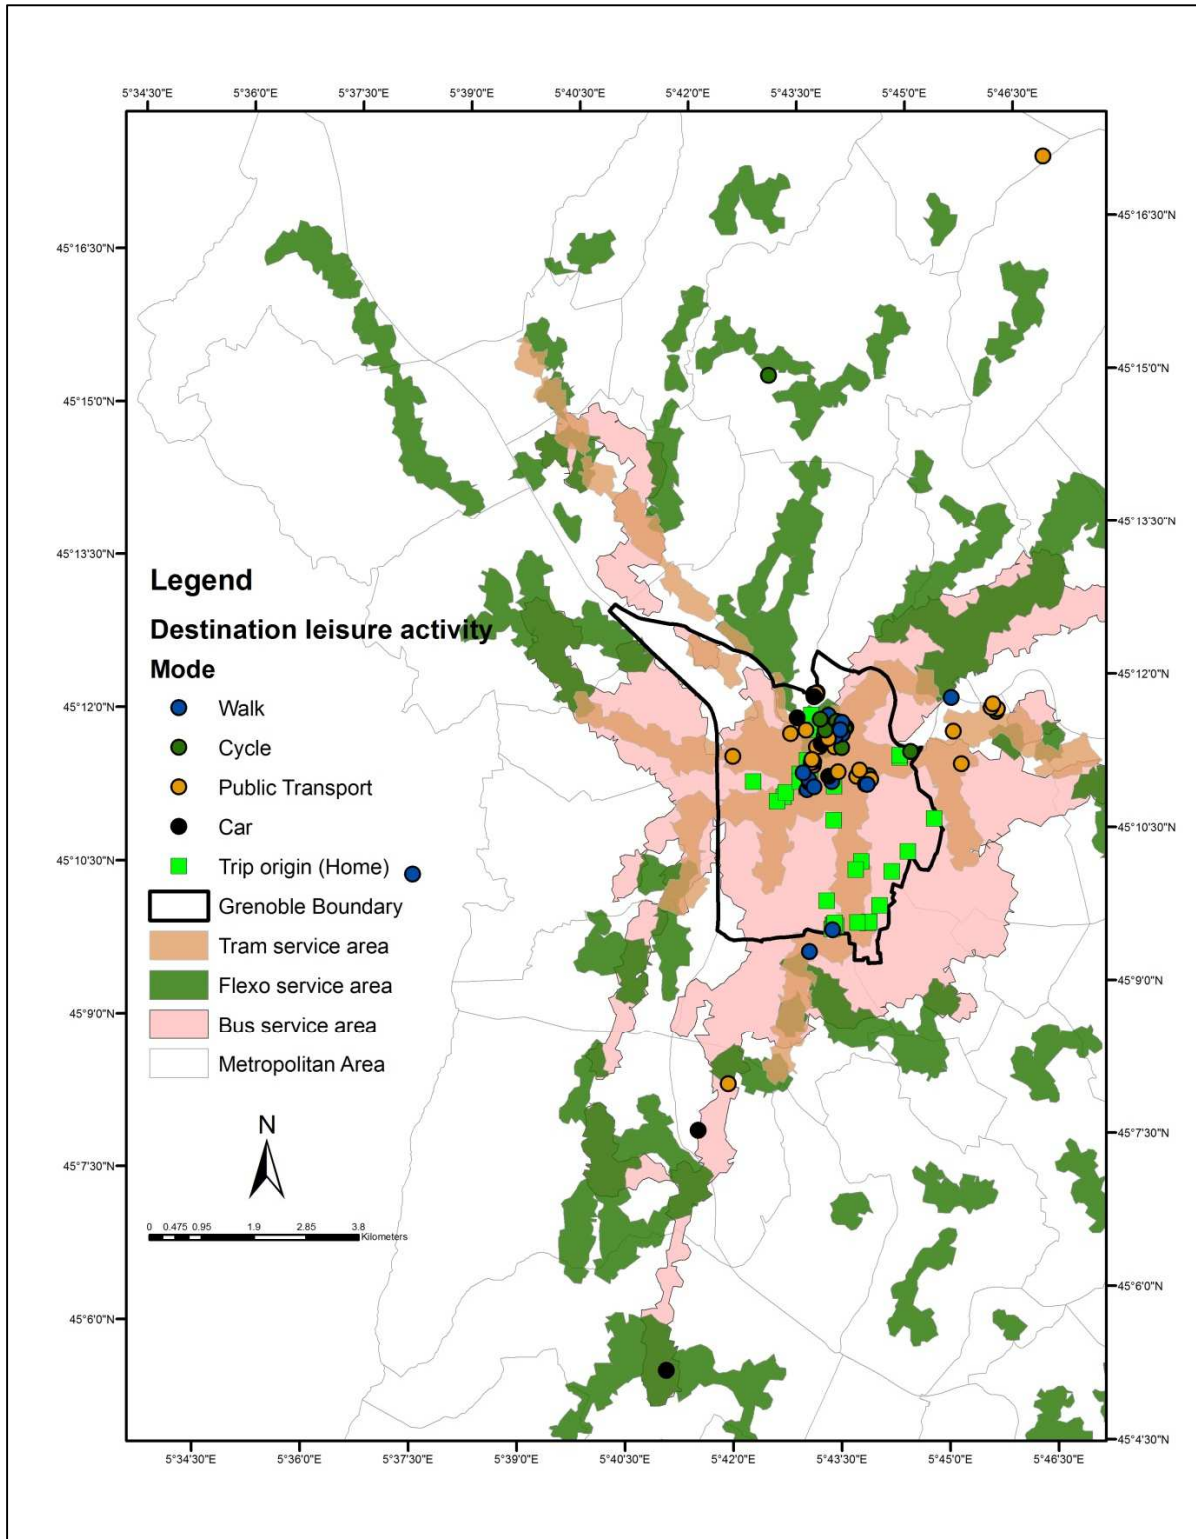 5°34'30"E 5°36'0"E 5°37'30"E 5°39'0"E 5°40'30"E 5°42'0"E 5°43'30"E 5°45'0"E 5°46'30"E
45°16'30"N
45°16'30"N
45°15'0"N
45°15'0"N
45°13'30"N
45°13'30"N
Legend
Destination leisure activity
Mode
45°12'0"N
45°12'0"N
Walk
Cycle
Public Transport
Car
45°10'30"N
45°10'30"N
Trip origin (Home)
Grenoble Boundary
Tram service area
Flexo service area
45°9'0"N
45°9'0"N
Bus service area
Metropolitan Area
N
45°7'30"N
45°7'30"N
0 0.475 0.95 1.9 2.85 3.8
Kilometers
45°6'0"N
45°6'0"N
45°4'30"N
5°34'30"E 5°36'0"E 5°37'30"E 5°39'0"E 5°40'30"E 5°42'0"E 5°43'30"E 5°45'0"E 5°46'30"E